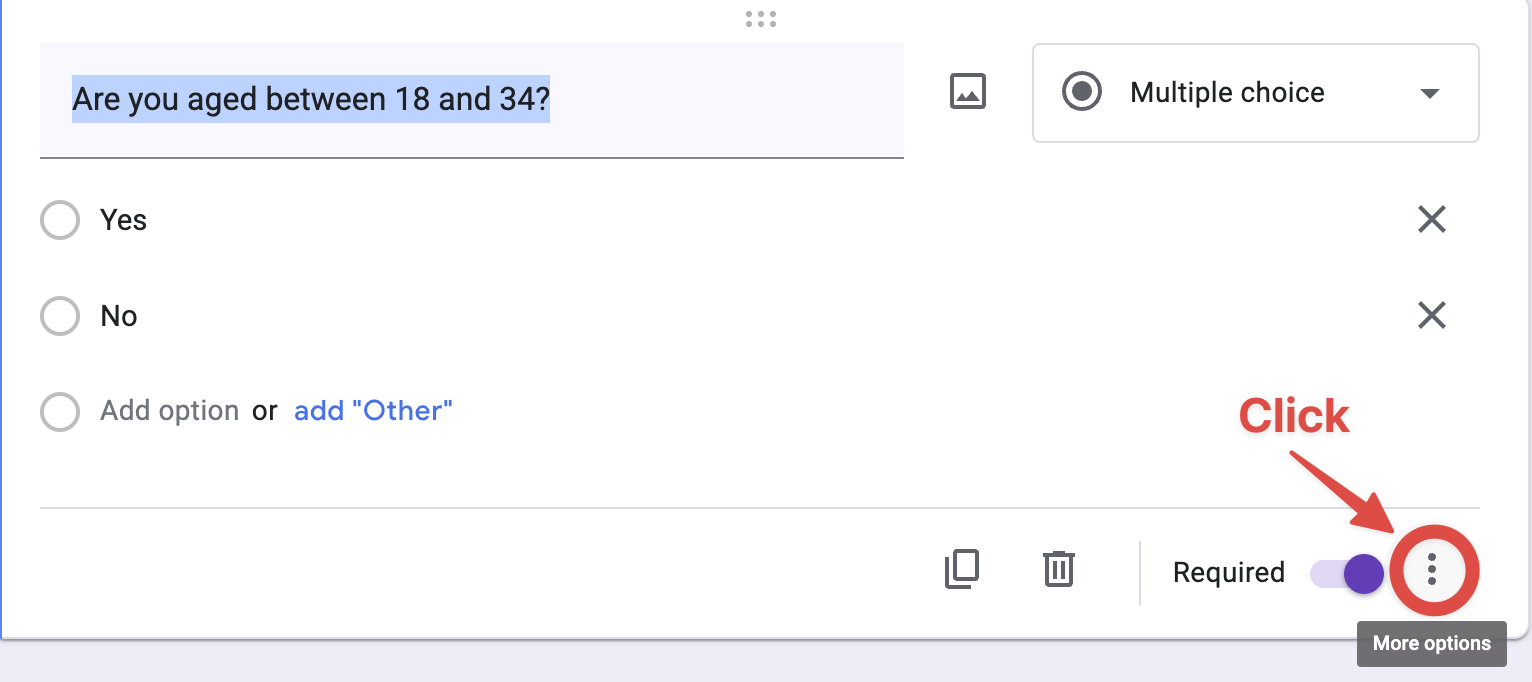 Are you aged between 18 and 34?
Multiple choice
Yes
No
Add option or add "Other"
Click
Required
More options